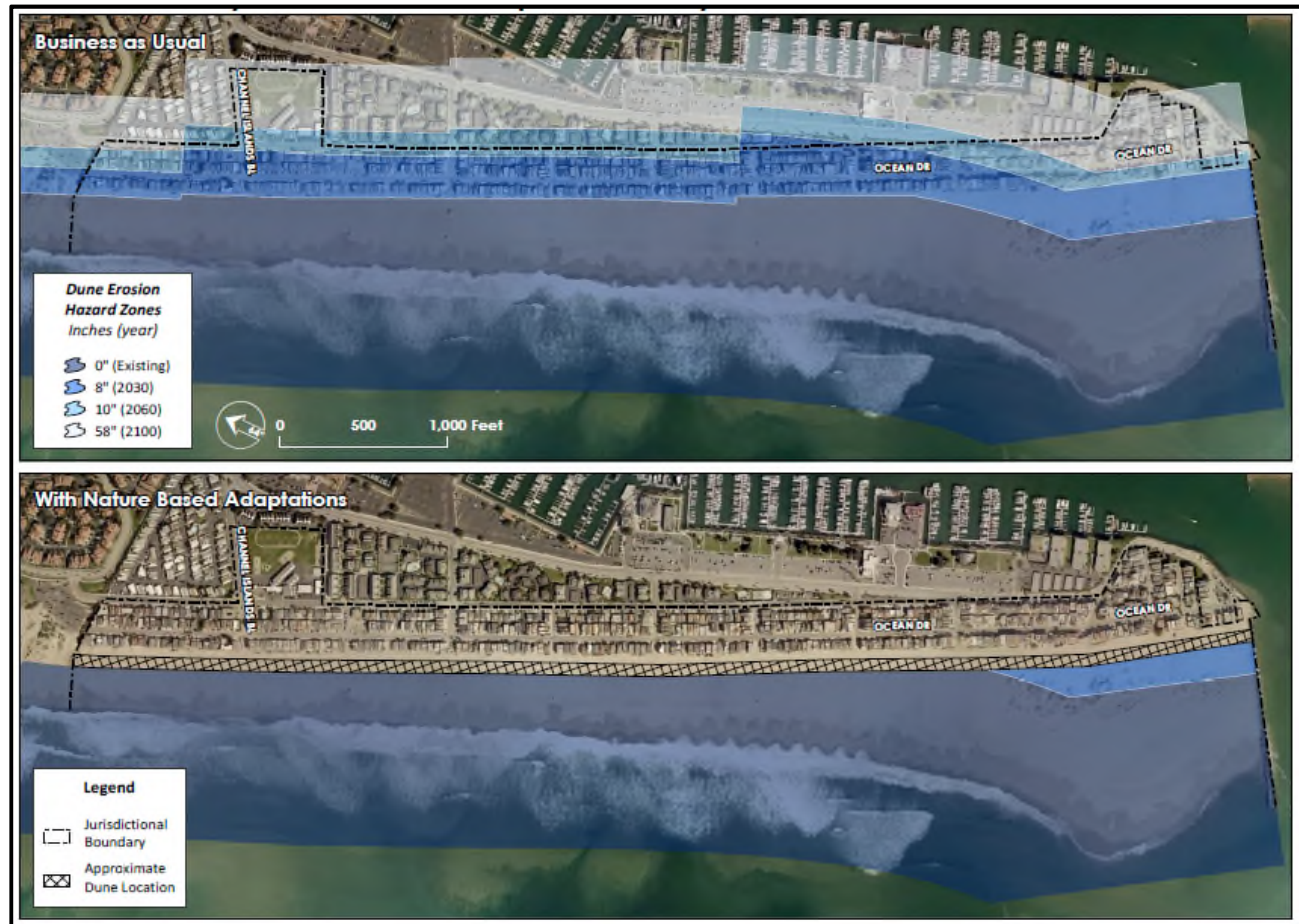 Business as Usual
CHANNEL ISLANDS BL
OCEAN DR
OCEAN DR
Dune Erosion
Hazard Zones
Inches (year)
0" (Existing)
8" (2030)
10" (2060)
58" (2100)
0 500 1,000 Feet
With Nature Based Adaptations
CHANNEL ISLANDS BL
OCEAN DR
OCEAN DR
Legend
Jurisdictional
Boundary
Approximate
Dune Location